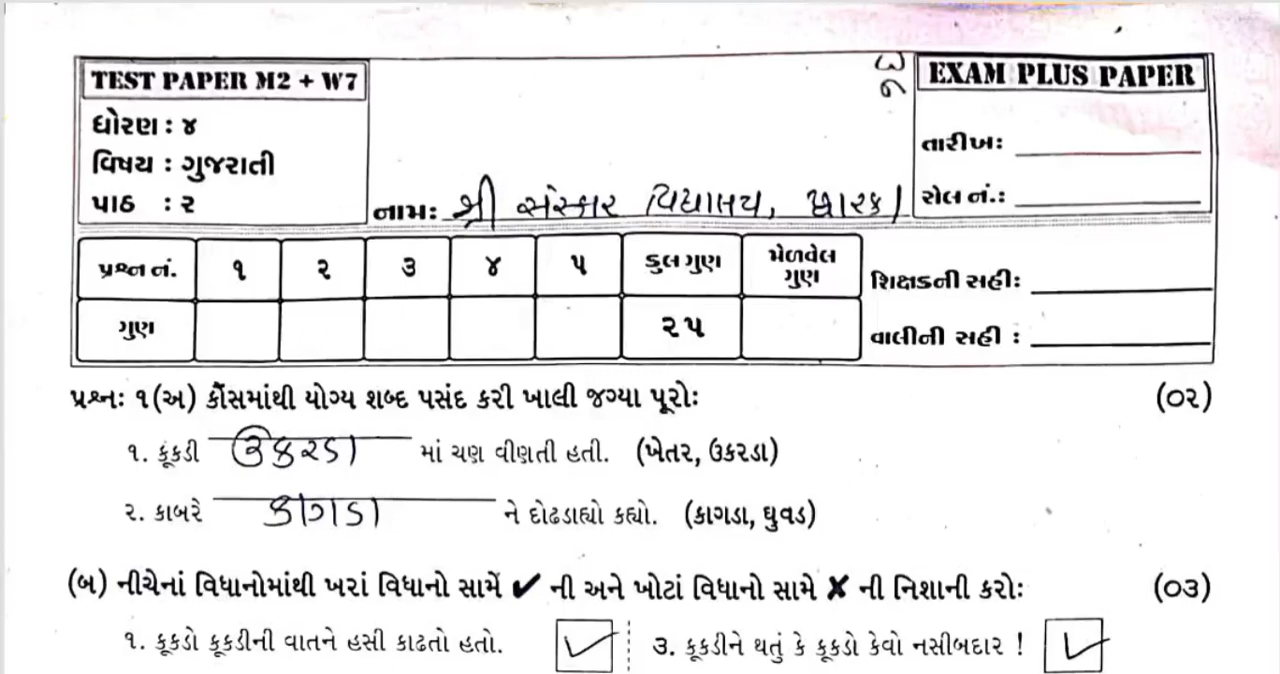 TEST PAPER M2 + W7
EXAM PLUS PAPER
ધોરણ : ૪
વિષય : ગુજરાતી
પાઠ : ૨
નામઃ શ્રી સંસ્કાર વિદ્યાલય, દ્વારકા
તારીખઃ
રોલ નં.:
પ્રશ્ન નં. ૧ ૨ ૩ ૪ ૫ કુલ ગુણ મેળવેલ ગુણ
ગુણ ૨૫
શિક્ષકની સહીઃ
વાલીની સહી :
પ્રશ્નઃ ૧(અ) કૌંસમાંથી યોગ્ય શબ્દ પસંદ કરી ખાલી જગ્યા પૂરોઃ (૦૨)
૧. કૂકડી ઉકરડા માં ચણ વીણતી હતી. (ખેતર, ઉકરડા)
૨. કાબરે કાગડા ને દોઢડાહ્યો કહ્યો. (કાગડા, ઘુવડ)
(બ) નીચેનાં વિધાનોમાંથી ખરાં વિધાનો સામેં ✔ ની અને ખોટાં વિધાનો સામે ✘ ની નિશાની કરોઃ (૦૩)
૧. કૂકડો કૂકડીની વાતને હસી કાઢતો હતો. ✓ ૩. કૂકડીને થતું કે કૂકડો કેવો નસીબદાર ! ✓